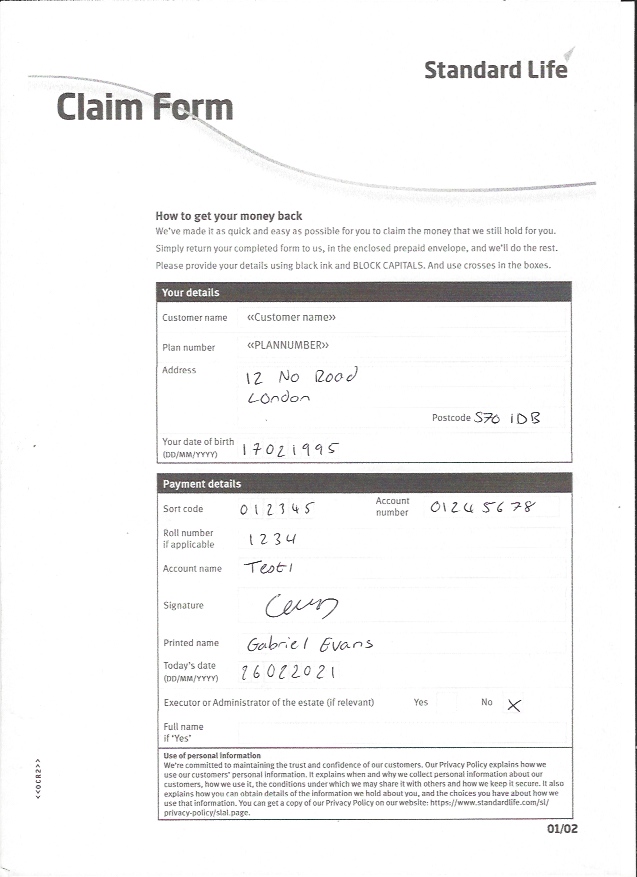 Standard Life
Claim Form
How to get your money back
We've made it as quick and easy as possible for you to claim the money that we still hold for you.
Simply return your completed form to us, in the enclosed prepaid envelope, and we'll do the rest.
Please provide your details using black ink and BLOCK CAPITALS. And use crosses in the boxes.
Your details
Customer name «Customer name»
Plan number «PLANNUMBER»
Address 12 No Road
London
Postcode S70 1DB
Your date of birth
(DD/MM/YYYY) 17021995
Payment details
Sort code 012345 Account number 01245678
Roll number
if applicable 1234
Account name Test1
Signature
Printed name Gabriel Evans
Today's date
(DD/MM/YYYY) 26022021
Executor or Administrator of the estate (if relevant) Yes No X
Full name
if 'Yes'
Use of personal information
We're committed to maintaining the trust and confidence of our customers. Our Privacy Policy explains how we
use our customers' personal information. It explains when and why we collect personal information about our
customers, how we use it, the conditions under which we may share it with others and how we keep it secure. It also
explains how you can obtain details of the information we hold about you, and the choices you have about how we
use that information. You can get a copy of our Privacy Policy on our website: https://www.standardlife.com/sl/
privacy-policy/slal.page.
<<OCR2>>
01/02